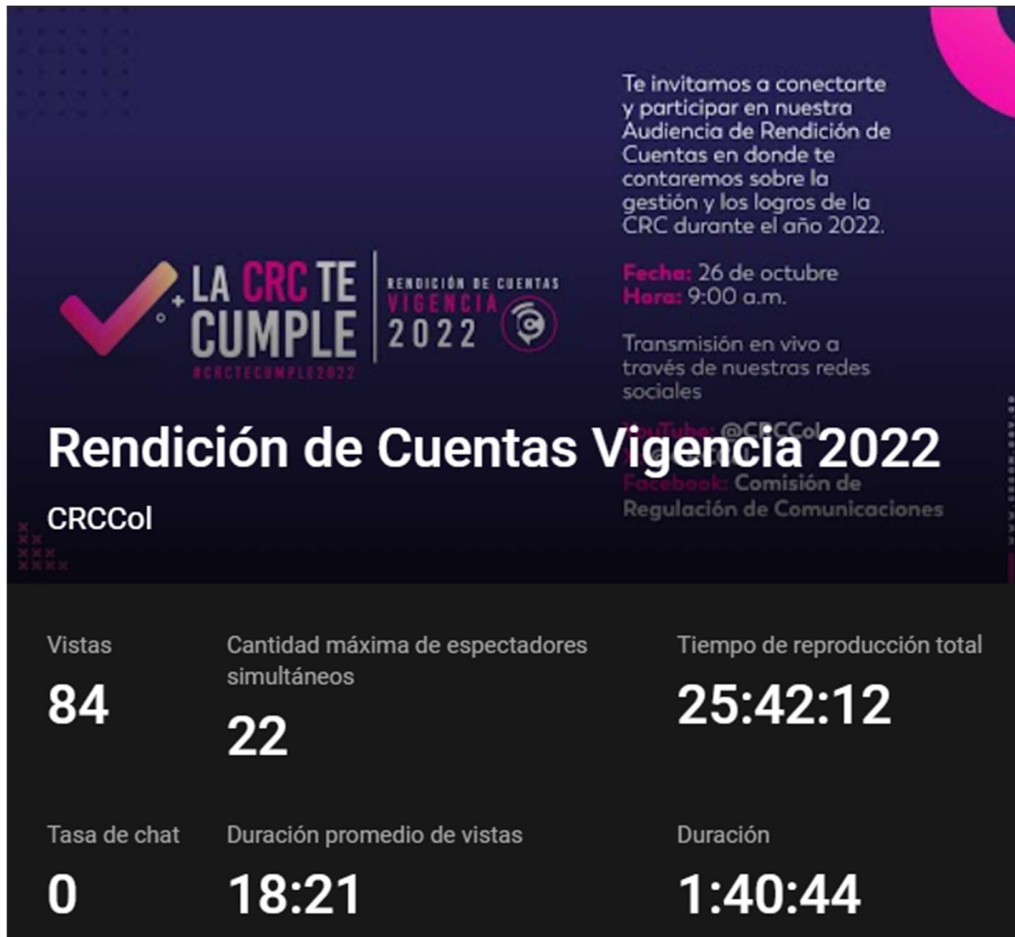 Te invitamos a conectarte
y participar en nuestra
Audiencia de Rendición de
Cuentas en donde te
contaremos sobre la
gestión y los logros de la
CRC durante el año 2022.
Fecha: 26 de octubre
Hora: 9:00 a.m.
Transmisión en vivo a
través de nuestras redes
sociales
YouTube: @CRCCol
Facebook: Comisión de
Regulación de Comunicaciones
LA CRC TE
CUMPLE
#CRCTECUMPLE2022
RENDICIÓN DE CUENTAS
VIGENCIA
2022
Rendición de Cuentas Vigencia 2022
CRCCol
Vistas
84
Cantidad máxima de espectadores
simultáneos
22
Tiempo de reproducción total
25:42:12
Tasa de chat
0
Duración promedio de vistas
18:21
Duración
1:40:44